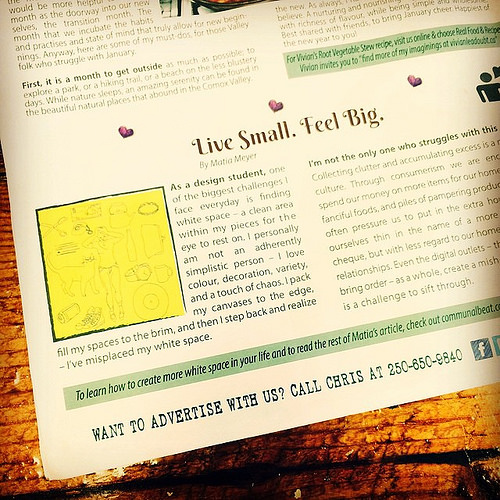 would be more helpful
month as the doorway into our new
selves, the transition month. The
month that we incubate the habits
and practises and state of mind that truly allow for new begin-
nings. Anyway, here are some of my must-dos, for those Valley
folk who struggle with January.
First, it is a month to get outside as much as possible; to
explore a park, or a hiking trail, or a beach on the less blustery
days. While nature sleeps, an amazing serenity can be found in
the beautiful natural places that abound in the Comox Valley.
the new. As always, I
believe. A nurturing and
with richness of flavour, while being simple and
Best shared with friends, to bring January cheer. Happiest of
the new year to you!
For Vivian's Root Vegetable Stew recipe, visit us online & choose Real Food & Recipe
Vivian invites you to "find more of my imaginings at vivianleadoubt.ca"
Live Small. Feel Big.
By Matia Meyer
As a design student, one
of the biggest challenges I
face everyday is finding
white space – a clean area
within my pieces for the
eye to rest on. I personally
am not an adherently
simplistic person – I love
colour, decoration, variety,
and a touch of chaos. I pack
my canvases to the edge,
fill my spaces to the brim, and then I step back and realize
– I've misplaced my white space.
I'm not the only one who struggles with this
Collecting clutter and accumulating excess is a
culture. Through consumerism we are en
spend our money on more items for our home
fanciful foods, and piles of pampering produ
often pressure us to put in the extra ho
ourselves thin in the name of a more
cheque, but with less regard to our home
relationships. Even the digital outlets –
bring order – as a whole, create a mish
is a challenge to sift through.
To learn how to create more white space in your life and to read the rest of Matia's article, check out communalbeat.c
WANT TO ADVERTISE WITH US? CALL CHRIS AT 250-650-9840
f